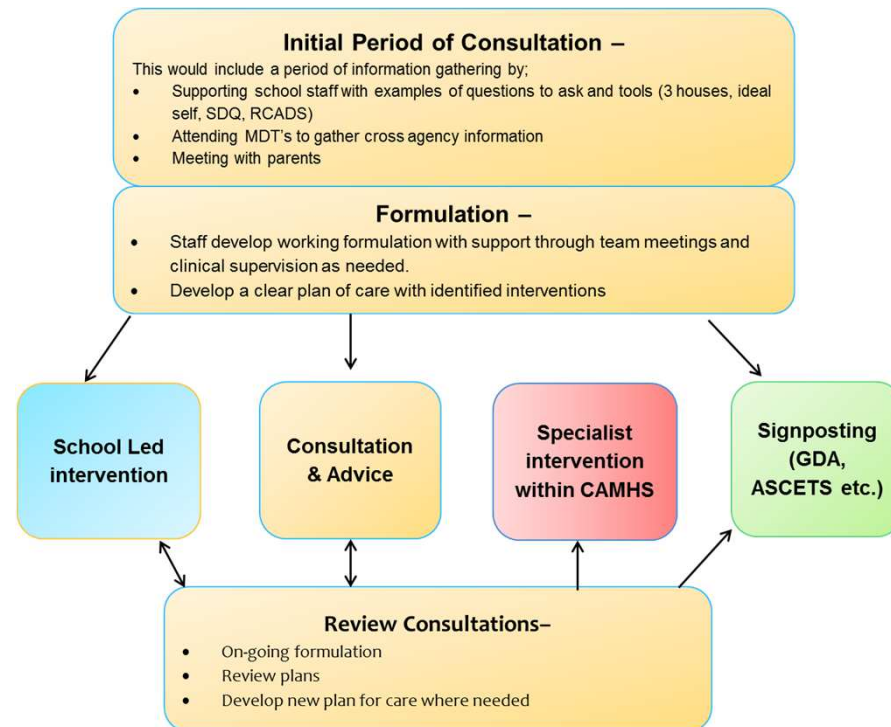 Initial Period of Consultation –
This would include a period of information gathering by;
• Supporting school staff with examples of questions to ask and tools (3 houses, ideal
self, SDQ, RCADS)
• Attending MDT's to gather cross agency information
• Meeting with parents
Formulation –
• Staff develop working formulation with support through team meetings and
clinical supervision as needed.
• Develop a clear plan of care with identified interventions
School Led
intervention
Consultation
& Advice
Specialist
intervention
within CAMHS
Signposting
(GDA,
ASCETS etc.)
Review Consultations–
• On-going formulation
• Review plans
• Develop new plan for care where needed